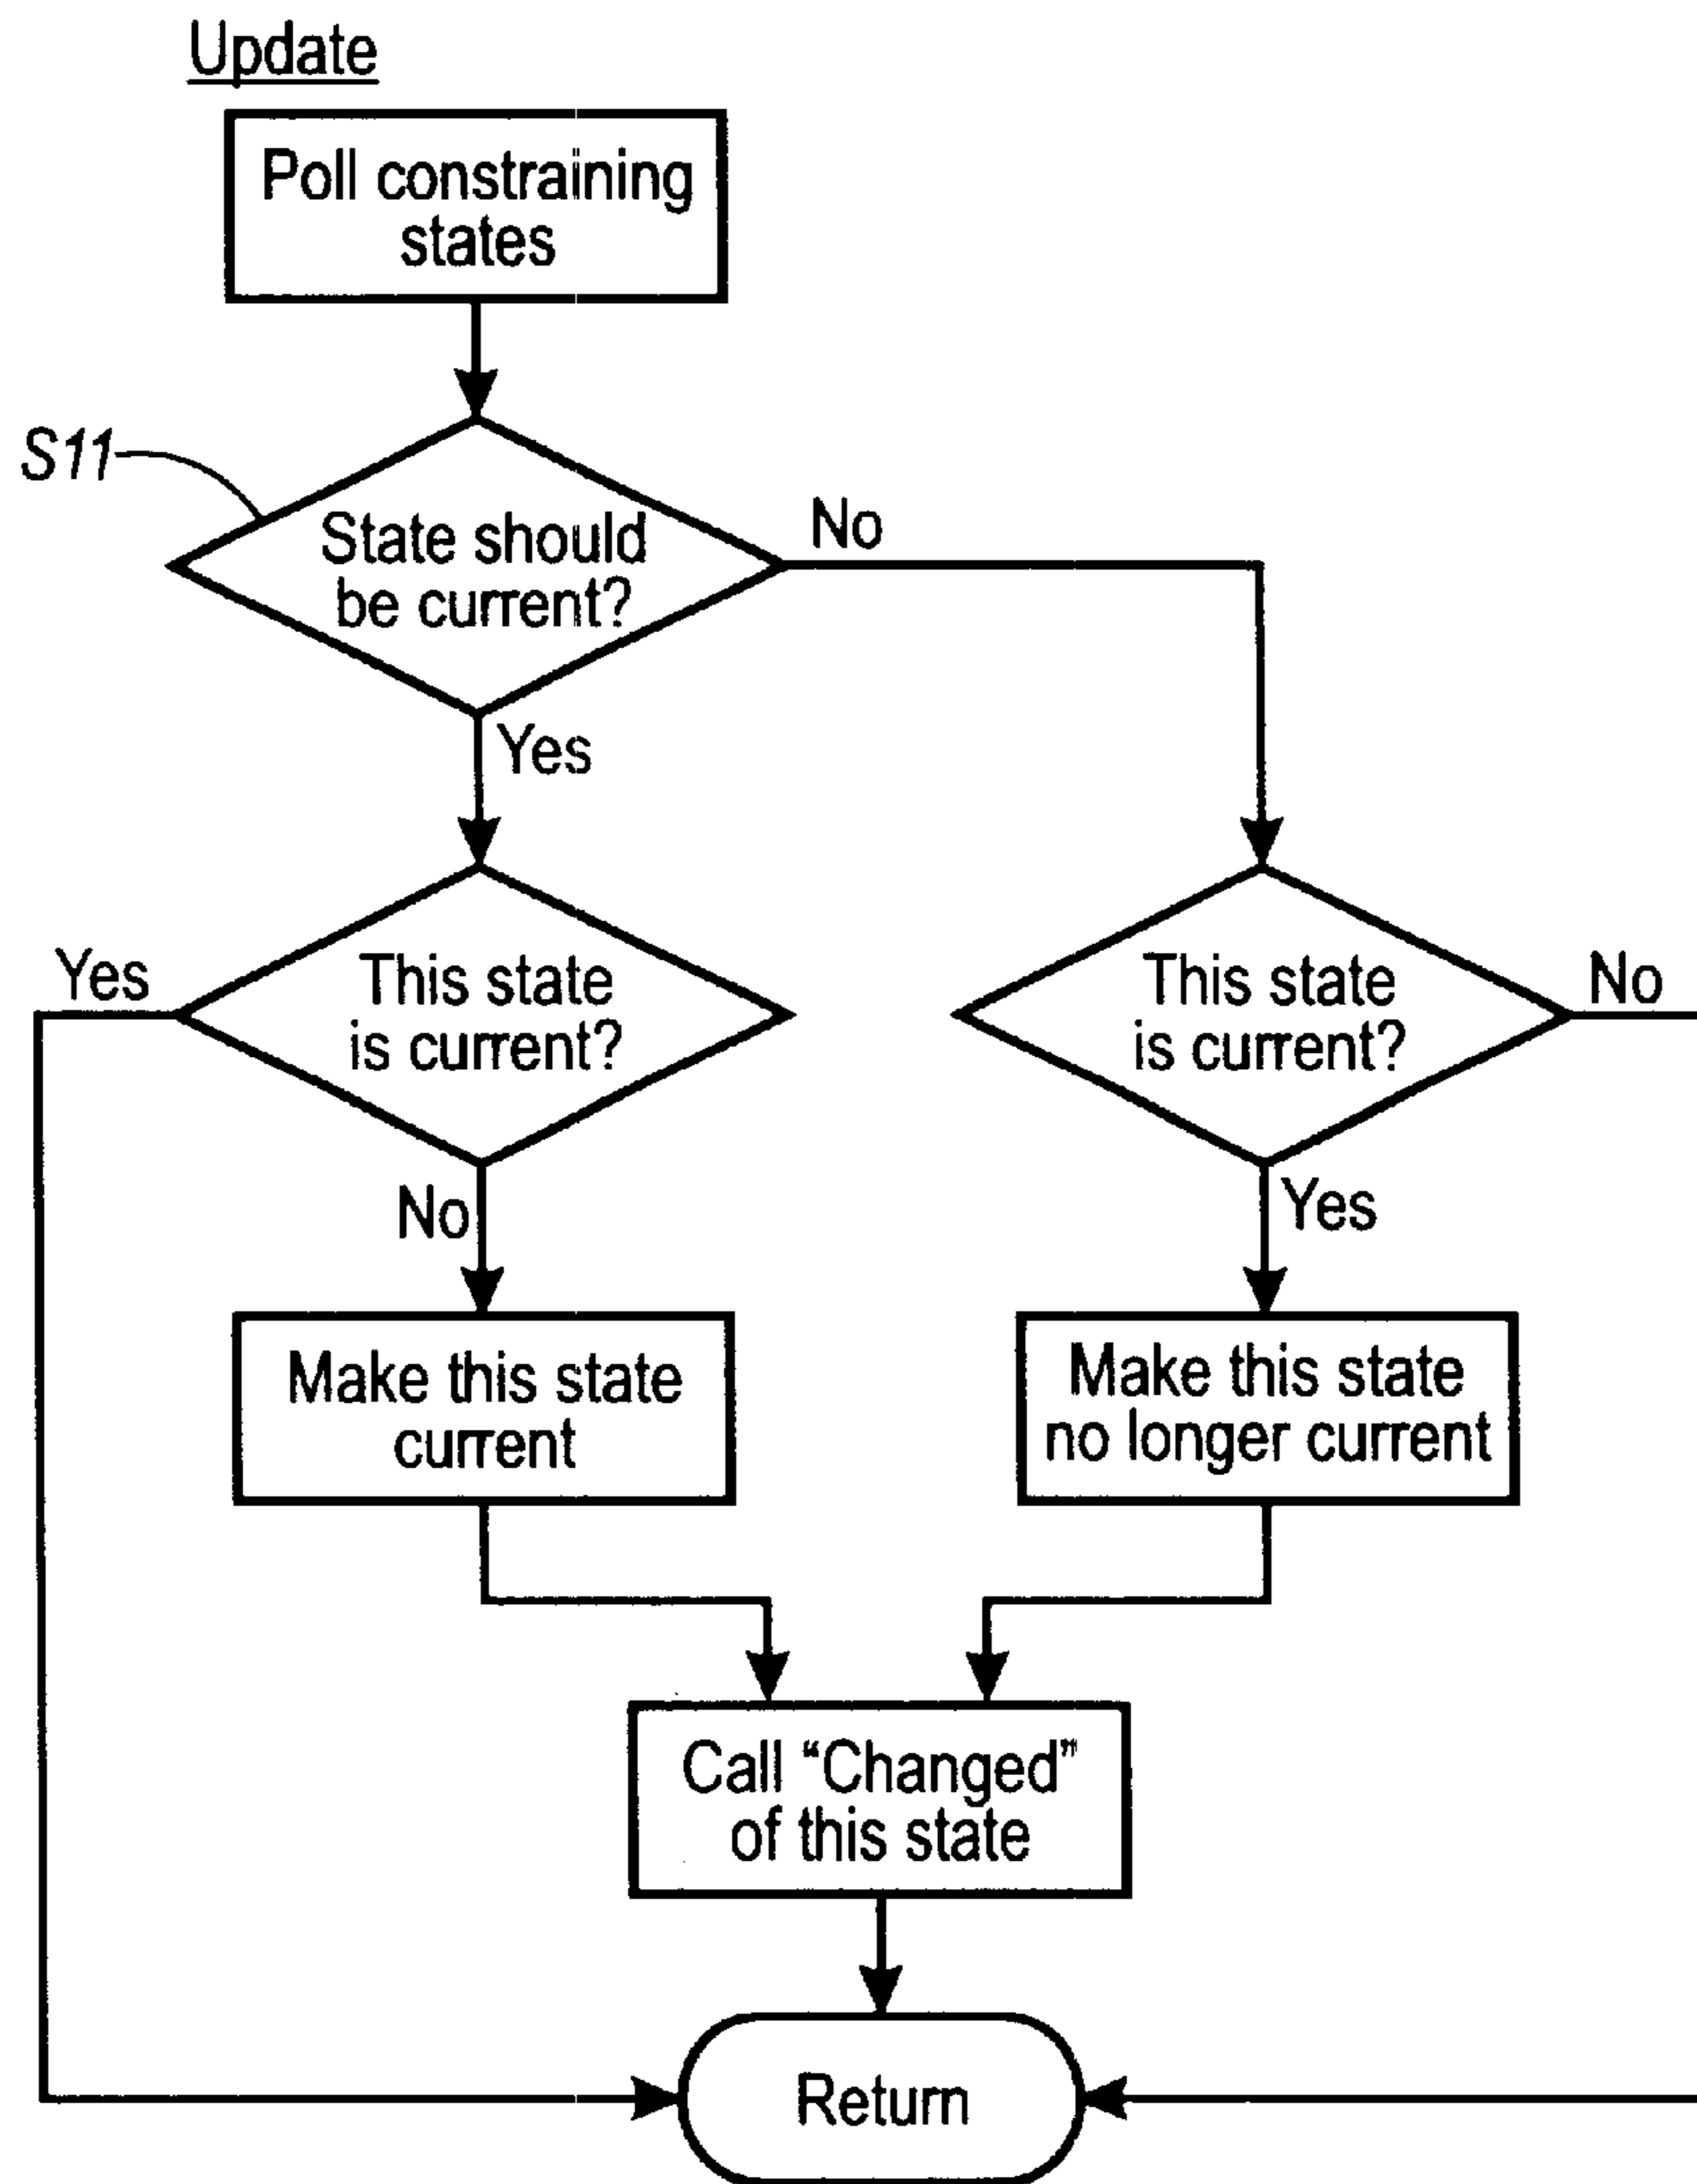 Update
Poll constraining
states
S11
State should
be current?
No
Yes
Yes
This state
is current?
This state
is current?
No
No
Yes
Make this state
current
Make this state
no longer current
Call “Changed”
of this state
Return